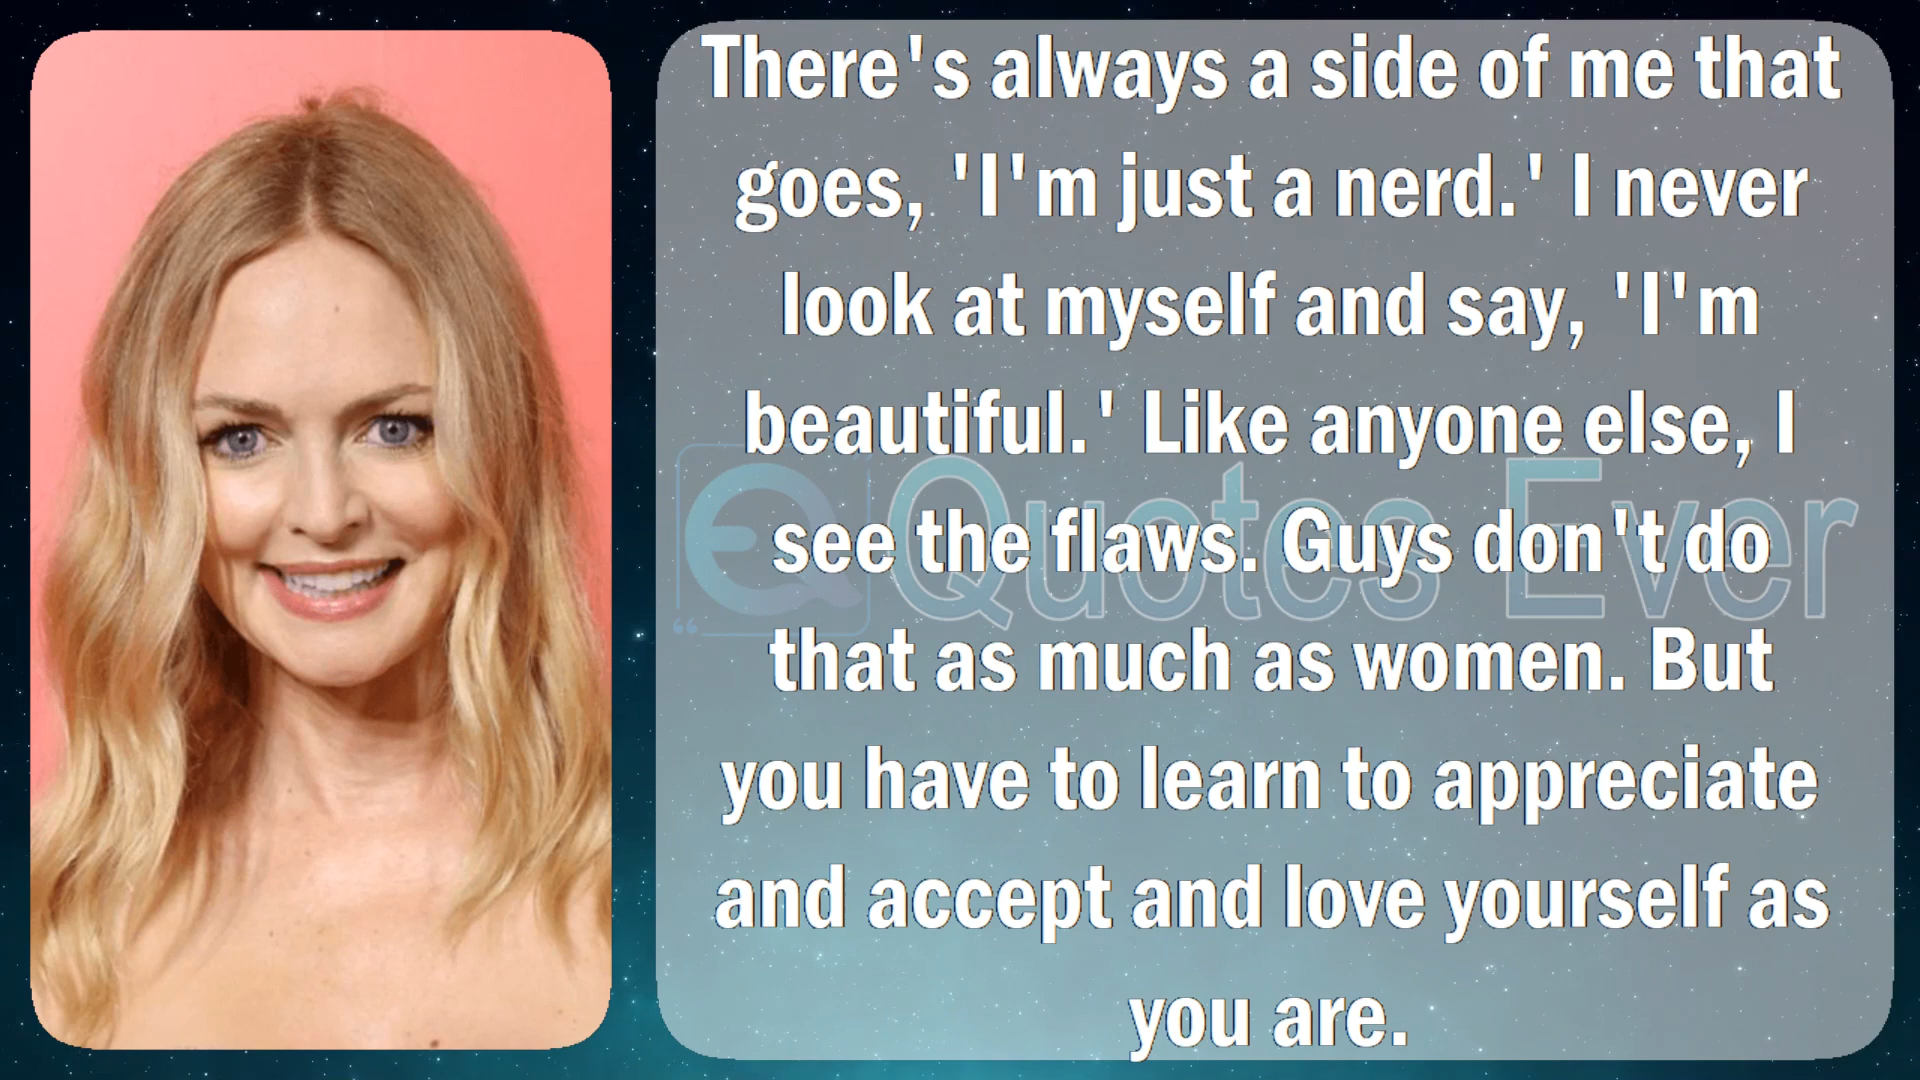 There's always a side of me that
goes, 'I'm just a nerd.' I never
look at myself and say, 'I'm
beautiful.' Like anyone else, I
see the flaws. Guys don't do
that as much as women. But
you have to learn to appreciate
and accept and love yourself as
you are.
EQ Quotes Ever